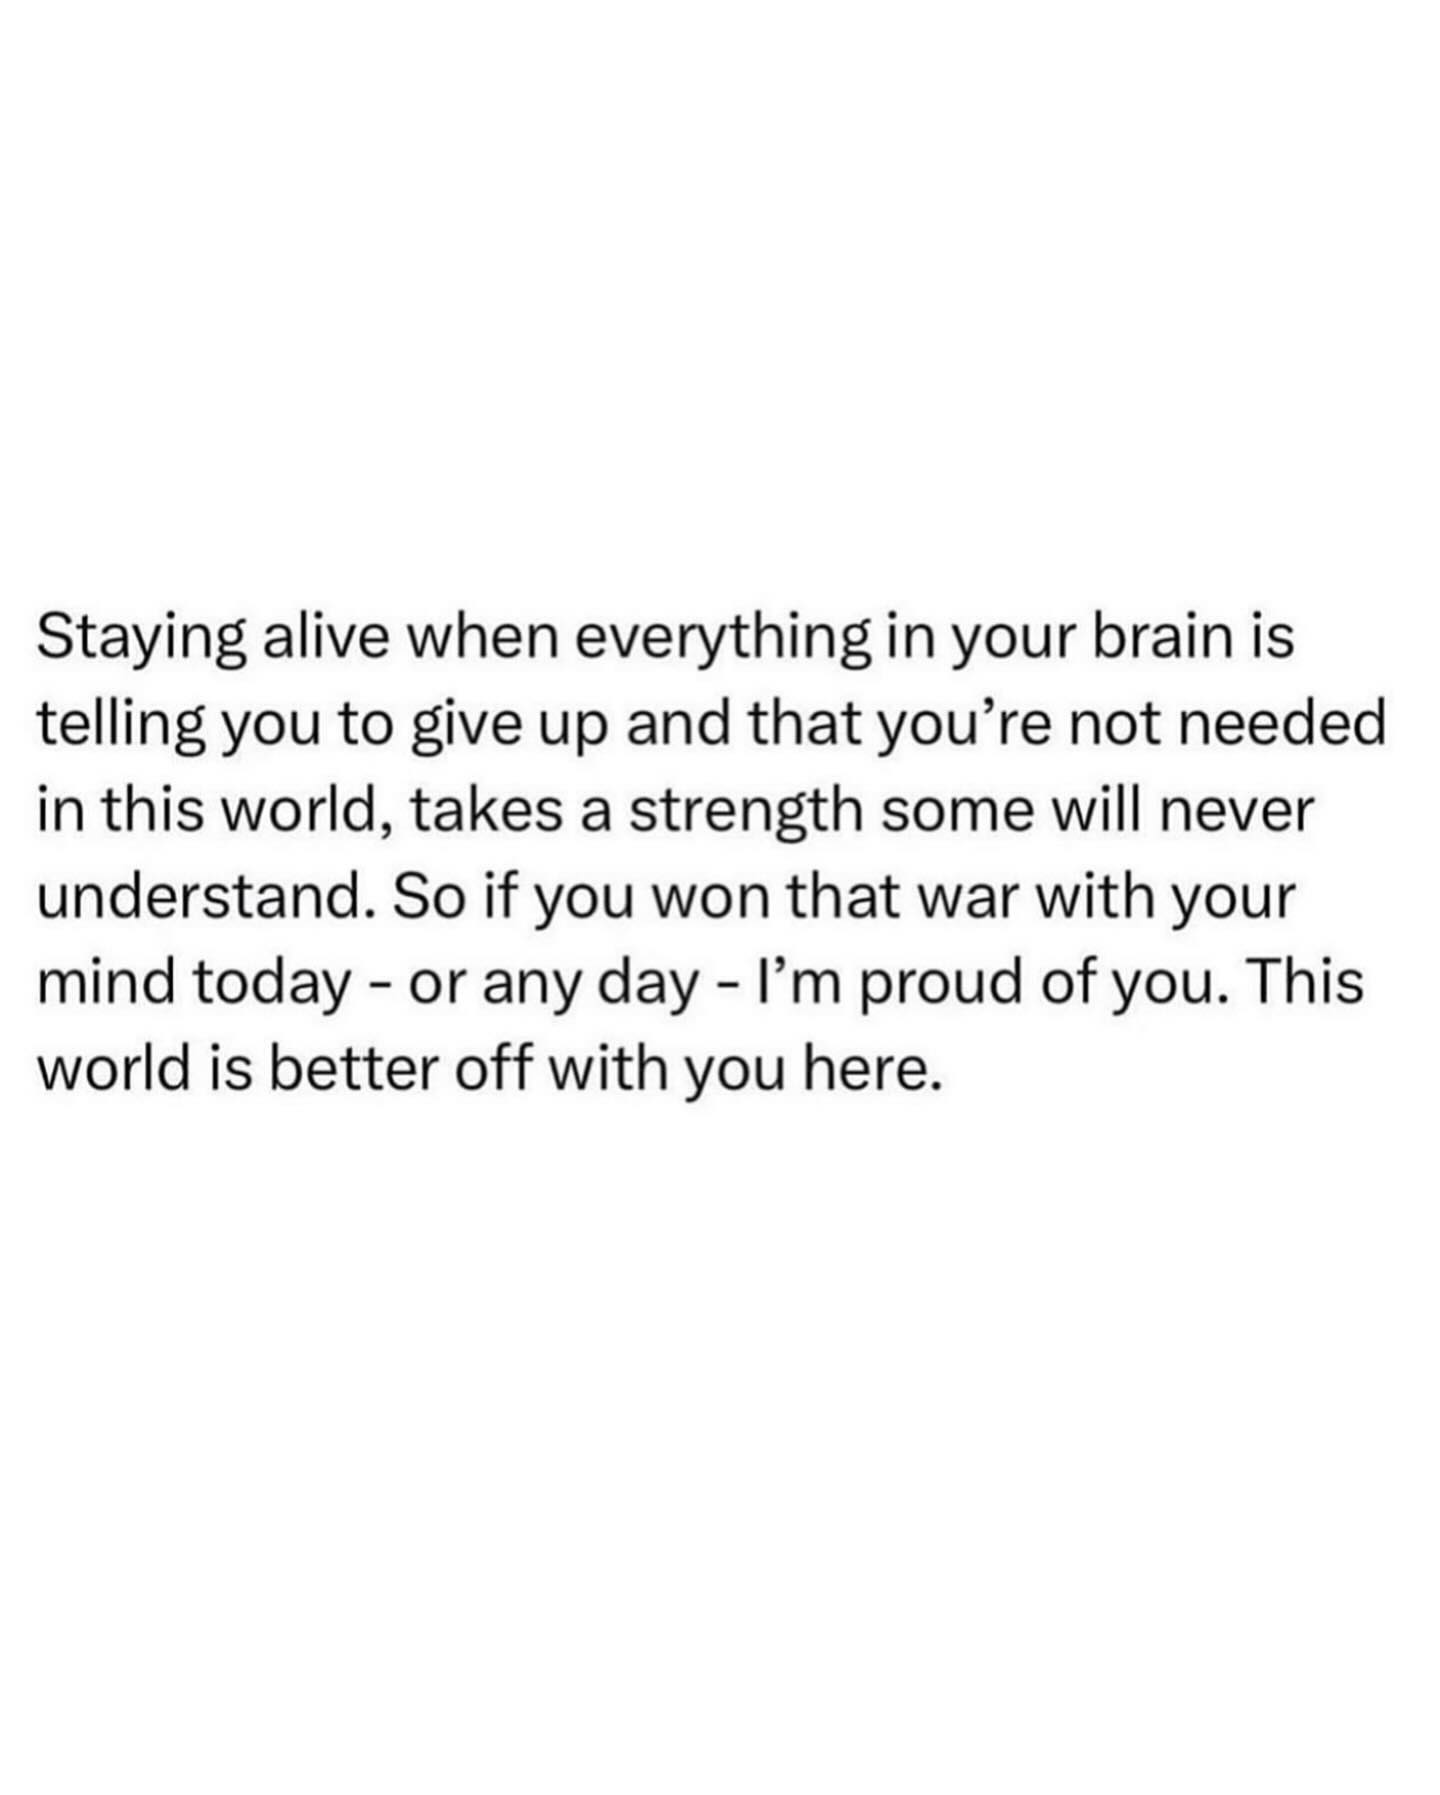 Staying alive when everything in your brain is
telling you to give up and that you’re not needed
in this world, takes a strength some will never
understand. So if you won that war with your
mind today - or any day - I’m proud of you. This
world is better off with you here.